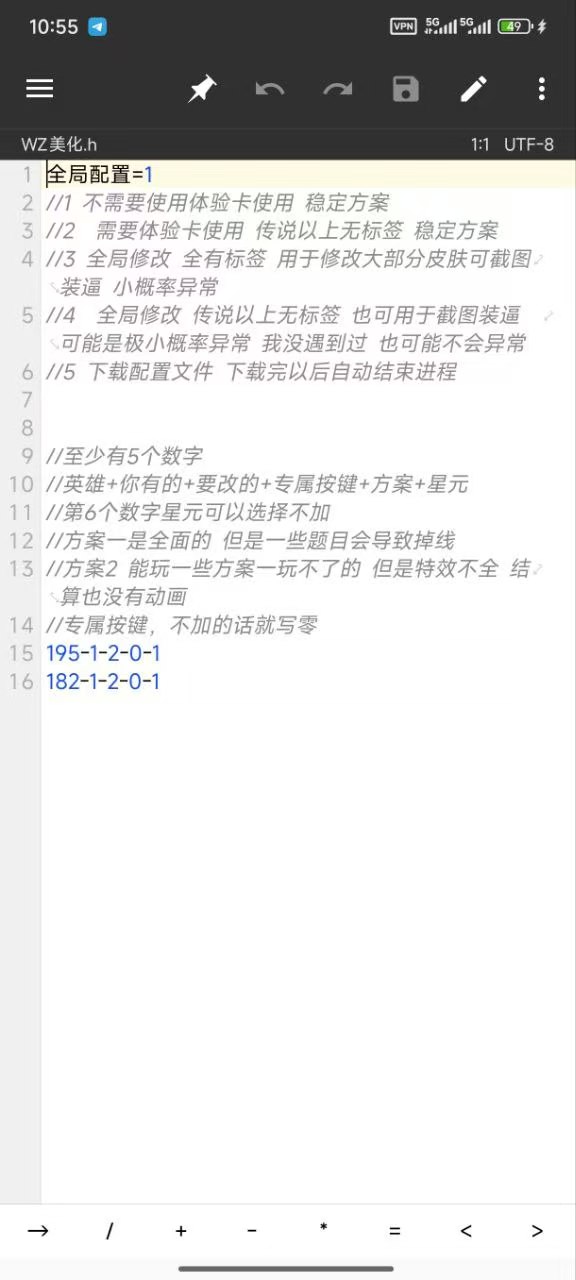 10:55
VPN 5G 5G 49
WZ美化.h 1:1 UTF-8
1 全局配置=1
2 //1 不需要使用体验卡使用 稳定方案
3 //2 需要体验卡使用 传说以上无标签 稳定方案
4 //3 全局修改 全有标签 用于修改大部分皮肤可截图
装逼 小概率异常
5 //4 全局修改 传说以上无标签 也可用于截图装逼
可能是极小概率异常 我没遇到过 也可能不会异常
6 //5 下载配置文件 下载完以后自动结束进程
7
8
9 //至少有5个数字
10 //英雄+你有的+要改的+专属按键+方案+星元
11 //第6个数字星元可以选择不加
12 //方案一是全面的 但是一些题目会导致掉线
13 //方案2 能玩一些方案一玩不了的 但是特效不全 结
算也没有动画
14 //专属按键，不加的话就写零
15 195-1-2-0-1
16 182-1-2-0-1
→ / + - * = < >